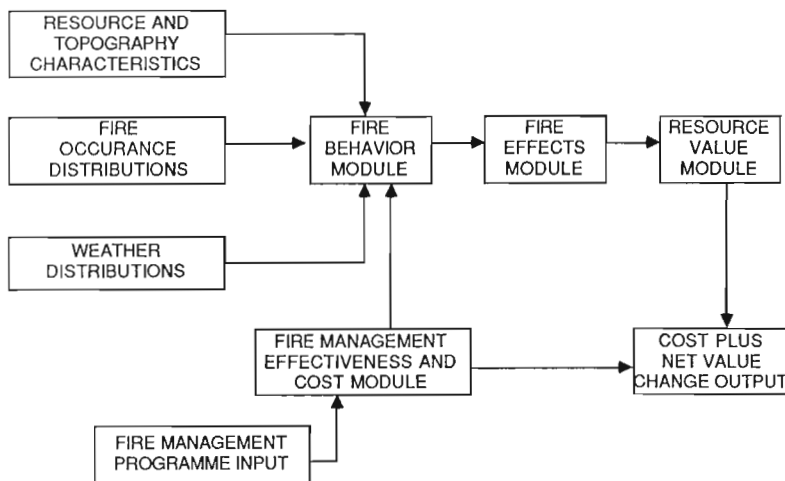 RESOURCE AND
TOPOGRAPHY
CHARACTERISTICS
FIRE
OCCURANCE
DISTRIBUTIONS
FIRE
BEHAVIOR
MODULE
FIRE
EFFECTS
MODULE
RESOURCE
VALUE
MODULE
WEATHER
DISTRIBUTIONS
FIRE MANAGEMENT
EFFECTIVENESS AND
COST MODULE
COST PLUS
NET VALUE
CHANGE OUTPUT
FIRE MANAGEMENT
PROGRAMME INPUT